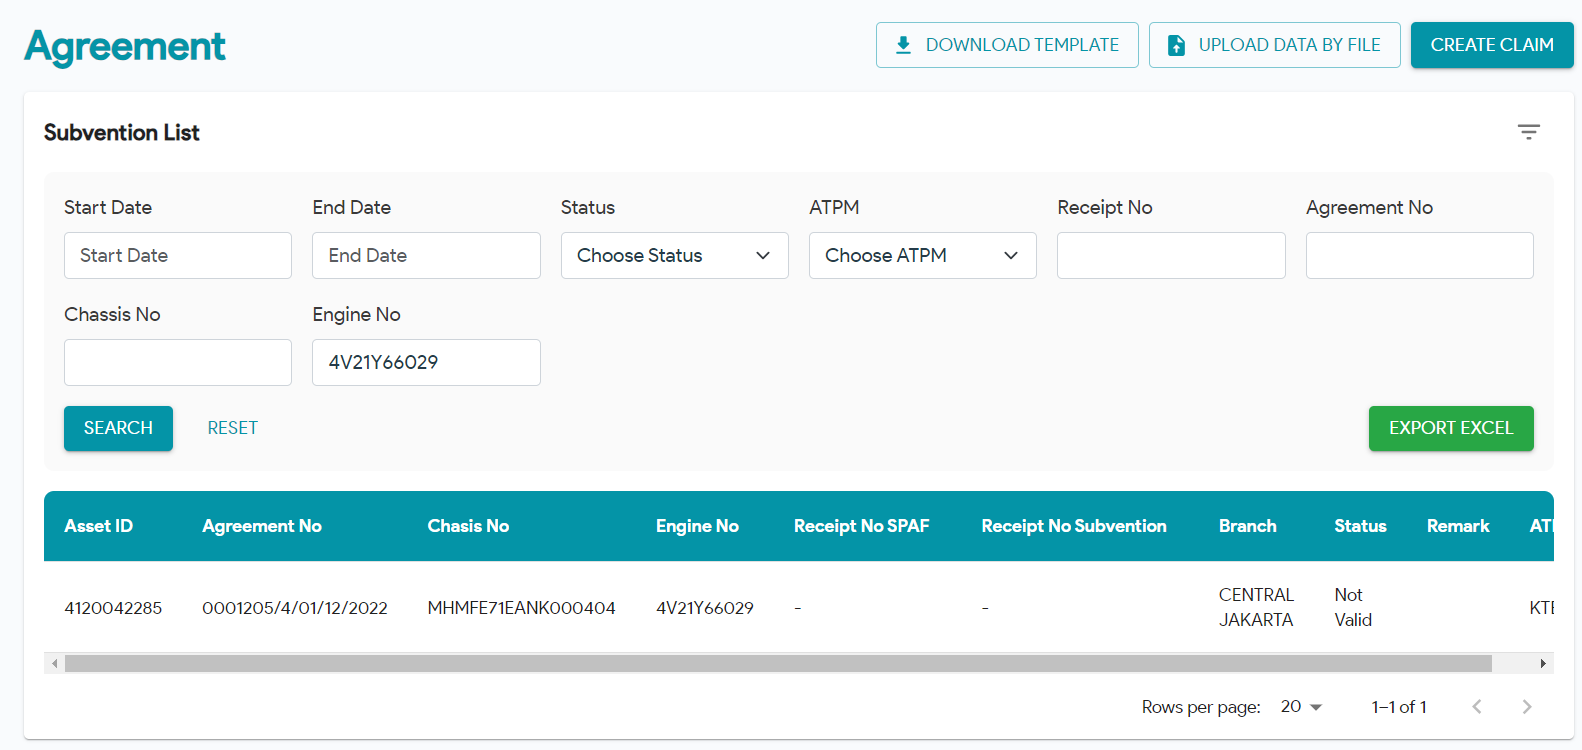 Agreement
DOWNLOAD TEMPLATE
UPLOAD DATA BY FILE
CREATE CLAIM
Subvention List
Start Date End Date Status ATPM Receipt No Agreement No
Start Date End Date Choose Status Choose ATPM
Chassis No Engine No
4V21Y66029
SEARCH RESET EXPORT EXCEL
Asset ID Agreement No Chasis No Engine No Receipt No SPAF Receipt No Subvention Branch Status Remark
4120042285 0001205/4/01/12/2022 MHMFE71EANK000404 4V21Y66029 - - CENTRAL JAKARTA Not Valid
Rows per page: 20 1–1 of 1